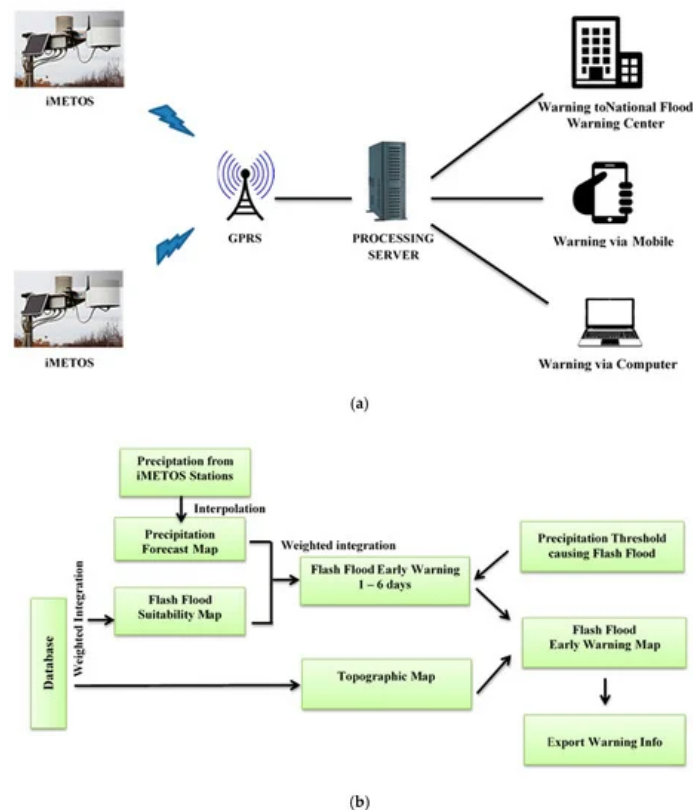 iMETOS
GPRS
PROCESSING
SERVER
Warning toNational Flood
Warning Center
Warning via Mobile
iMETOS
Warning via Computer
(a)
Preciptation from
iMETOS Stations
Interpolation
Precipitation
Forecast Map
Weighted integration
Flash Flood Early Warning
1 – 6 days
Precipitation Threshold
causing Flash Flood
Database
Weighted Integration
Flash Flood
Suitability Map
Topographic Map
Flash Flood
Early Warning Map
Export Warning Info
(b)